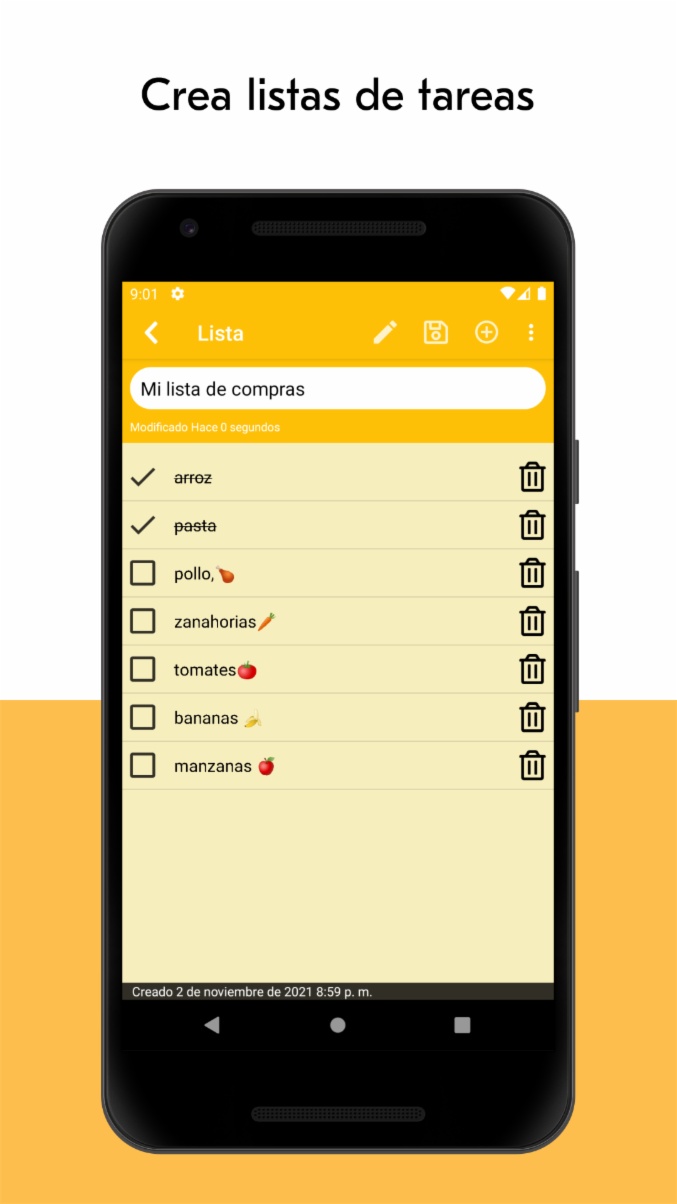 Crea listas de tareas
9:01
Lista
Mi lista de compras
Modificado Hace 0 segundos
arroz
pasta
pollo,🍗
zanahorias🥕
tomates🍅
bananas 🍌
manzanas 🍎
Creado 2 de noviembre de 2021 8:59 p. m.